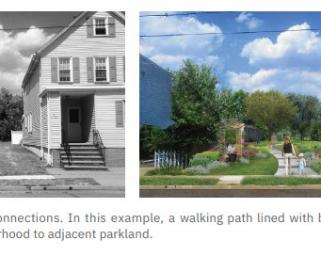 onnections. In this example, a walking path lined with b
rhood to adjacent parkland.